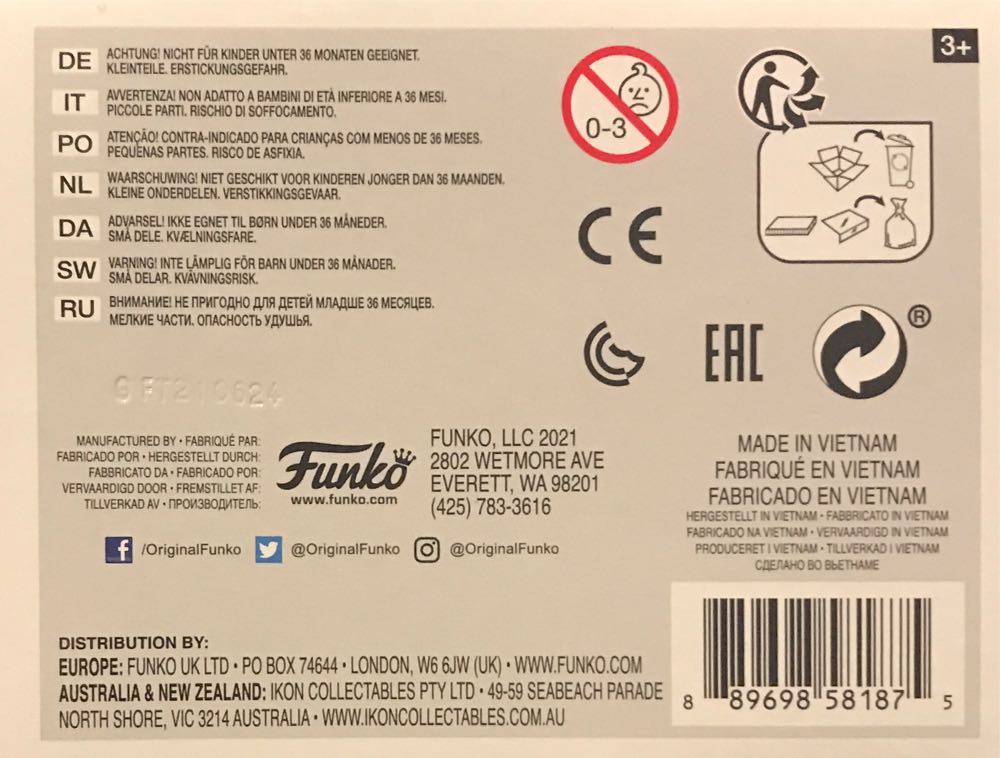 3+
DE ACHTUNG! NICHT FÜR KINDER UNTER 36 MONATEN GEEIGNET.
KLEINTEILE. ERSTICKUNGSGEFAHR.
IT AVVERTENZA! NON ADATTO A BAMBINI DI ETÀ INFERIORE A 36 MESI.
PICCOLE PARTI. RISCHIO DI SOFFOCAMENTO.
PO ATENÇÃO! CONTRA-INDICADO PARA CRIANÇAS COM MENOS DE 36 MESES.
PEQUENAS PARTES. RISCO DE ASFIXIA.
NL WAARSCHUWING! NIET GESCHIKT VOOR KINDEREN JONGER DAN 36 MAANDEN.
KLEINE ONDERDELEN. VERSTIKKINGSGEVAAR.
DA ADVARSEL! IKKE EGNET TIL BØRN UNDER 36 MÅNEDER.
SMÅ DELE. KVÆLNINGSFARE.
SW VARNING! INTE LÄMPLIG FÖR BARN UNDER 36 MÅNADER.
SMÅ DELAR. KVÄVNINGSRISK.
RU ВНИМАНИЕ! НЕ ПРИГОДНО ДЛЯ ДЕТЕЙ МЛАДШЕ 36 МЕСЯЦЕВ.
МЕЛКИЕ ЧАСТИ. ОПАСНОСТЬ УДУШЬЯ.
0-3
CE
EAC
®
G FT210624
MANUFACTURED BY • FABRIQUÉ PAR:
FABRICADO POR • HERGESTELLT DURCH:
FABBRICATO DA • FABRICADO POR:
VERVAARDIGD DOOR • FREMSTILLET AF:
TILLVERKAD AV • ПРОИЗВОДИТЕЛЬ:
Funko
www.funko.com
FUNKO, LLC 2021
2802 WETMORE AVE
EVERETT, WA 98201
(425) 783-3616
/OriginalFunko @OriginalFunko @OriginalFunko
MADE IN VIETNAM
FABRIQUÉ EN VIETNAM
FABRICADO EN VIETNAM
HERGESTELLT IN VIETNAM • FABBRICATO IN VIETNAM
FABRICADO NA VIETNAM • VERVAARDIGD IN VIETNAM
PRODUCERET I VIETNAM • TILLVERKAD I VIETNAM
СДЕЛАНО ВО ВЬЕТНАМЕ
DISTRIBUTION BY:
EUROPE: FUNKO UK LTD • PO BOX 74644 • LONDON, W6 6JW (UK) • WWW.FUNKO.COM
AUSTRALIA & NEW ZEALAND: IKON COLLECTABLES PTY LTD • 49-59 SEABEACH PARADE
NORTH SHORE, VIC 3214 AUSTRALIA • WWW.IKONCOLLECTABLES.COM.AU
8 89698 58187 5